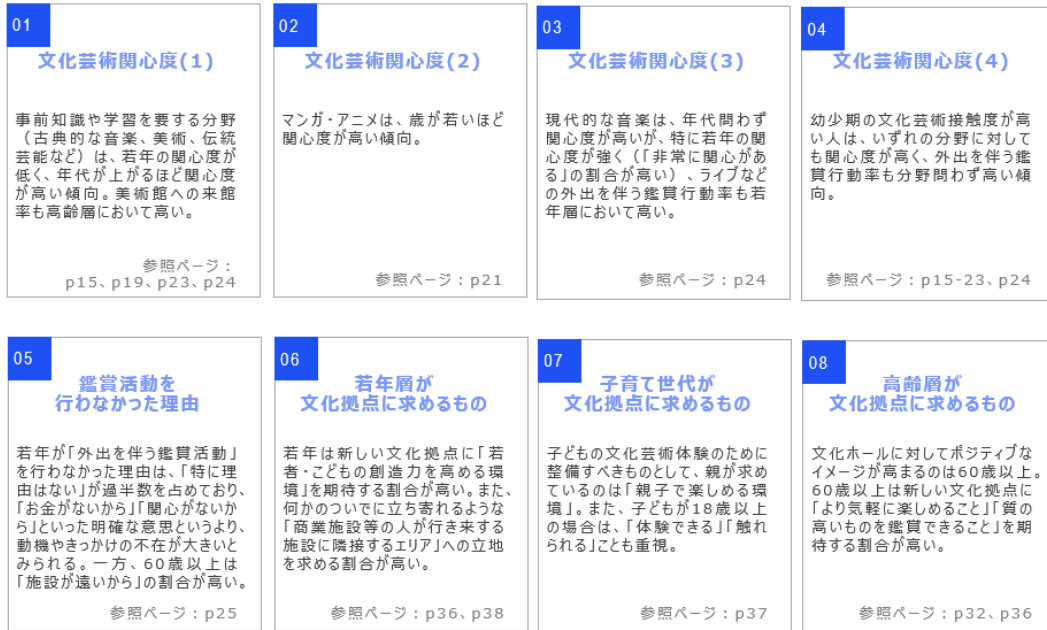 01
文化芸術関心度(1)
事前知識や学習を要する分野
（古典的な音楽、美術、伝統
芸能など）は、若年の関心度が
低く、年代が上がるほど関心度
が高い傾向。美術館への来館
率も高齢層において高い。
参照ページ：
p15、p19、p23、p24
02
文化芸術関心度(2)
マンガ・アニメは、歳が若いほど
関心度が高い傾向。
参照ページ：p21
03
文化芸術関心度(3)
現代的な音楽は、年代問わず
関心度が高いが、特に若年の関
心度が強く（「非常に関心があ
る」の割合が高い）、ライブなど
の外出を伴う鑑賞行動率も若
年層において高い。
参照ページ：p24
04
文化芸術関心度(4)
幼少期の文化芸術接触度が高
い人は、いずれの分野に対して
も関心度が高く、外出を伴う鑑
賞行動率も分野問わず高い傾
向。
参照ページ：p15-23、p24
05
鑑賞活動を
行わなかった理由
若年が「外出を伴う鑑賞活動」
を行わなかった理由は、「特に理
由はない」が過半数を占めており、
「お金がないから」「関心がないか
ら」といった明確な意思というより、
動機やきっかけの不在が大きいと
みられる。一方、60歳以上は
「施設が遠いから」の割合が高い。
参照ページ：p25
06
若年層が
文化拠点に求めるもの
若年は新しい文化拠点に「若
者・こどもの創造力を高める環
境」を期待する割合が高い。また、
何かのついでに立ち寄れるような
「商業施設等の人が行き来する
施設に隣接するエリア」への立地
を求める割合が高い。
参照ページ：p36、p38
07
子育て世代が
文化拠点に求めるもの
子どもの文化芸術体験のために
整備すべきものとして、親が求め
ているのは「親子で楽しめる環
境」。また、子どもが18歳以上
の場合は、「体験できる」「触れ
られる」ことも重視。
参照ページ：p37
08
高齢層が
文化拠点に求めるもの
文化ホールに対してポジティブな
イメージが高まるのは60歳以上。
60歳以上は新しい文化拠点に
「より気軽に楽しめること」「質の
高いものを鑑賞できること」を期
待する割合が高い。
参照ページ：p32、p36